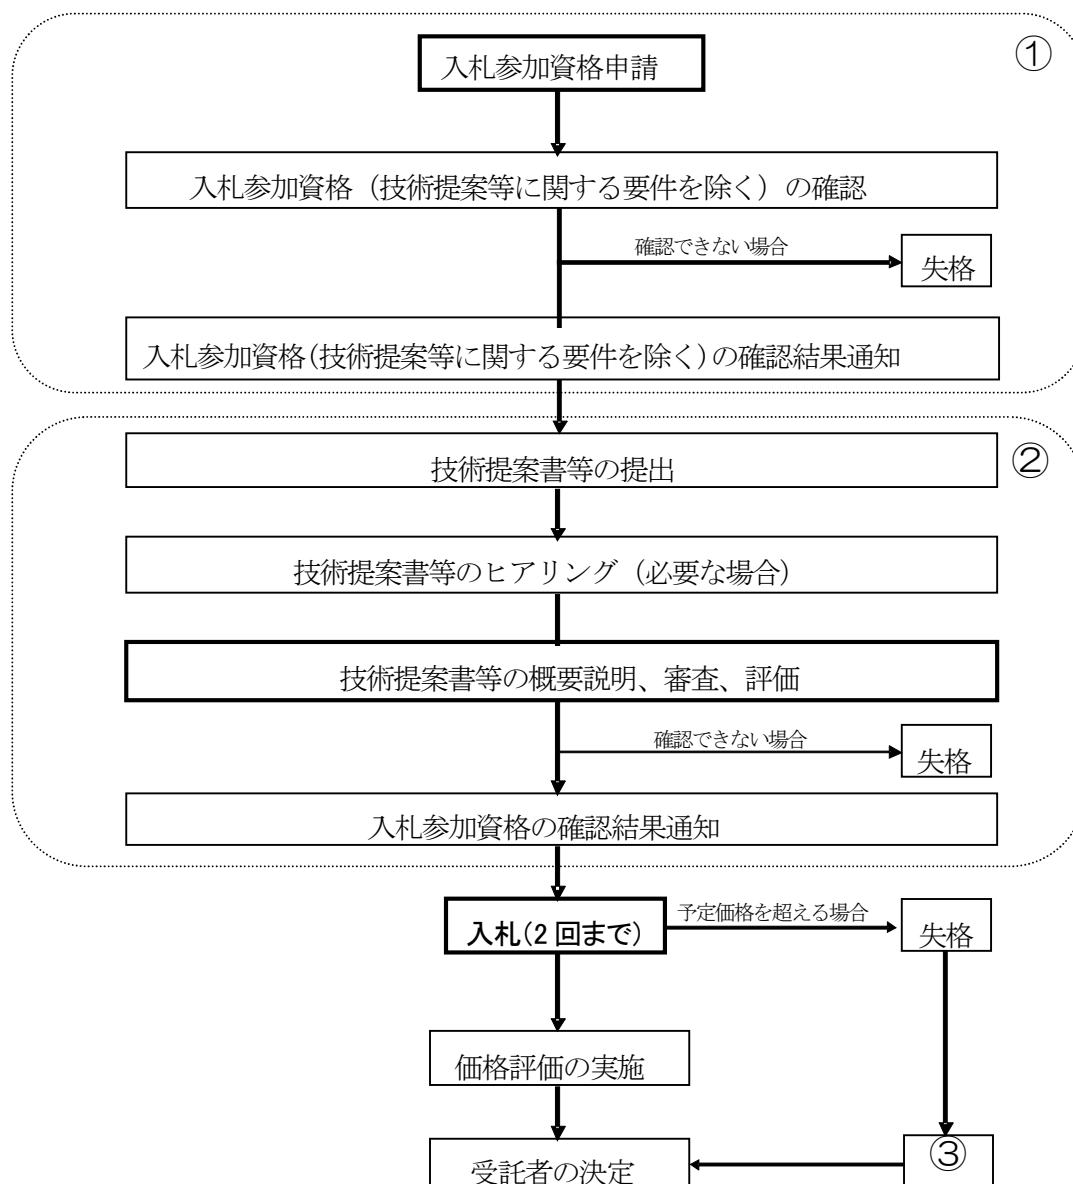 ①
入札参加資格申請
入札参加資格（技術提案等に関する要件を除く）の確認
確認できない場合
失格
入札参加資格(技術提案等に関する要件を除く)の確認結果通知
②
技術提案書等の提出
技術提案書等のヒアリング（必要な場合）
技術提案書等の概要説明、審査、評価
確認できない場合
失格
入札参加資格の確認結果通知
入札(2回まで)
予定価格を超える場合
失格
価格評価の実施
③
受託者の決定